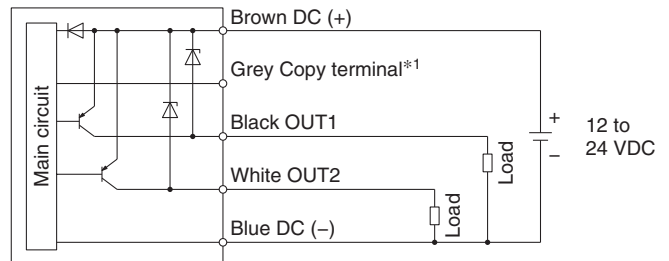 Brown DC (+)
Grey Copy terminal*1
Black OUT1
White OUT2
Blue DC (−)
Main circuit
Load
Load
+
−
12 to
24 VDC